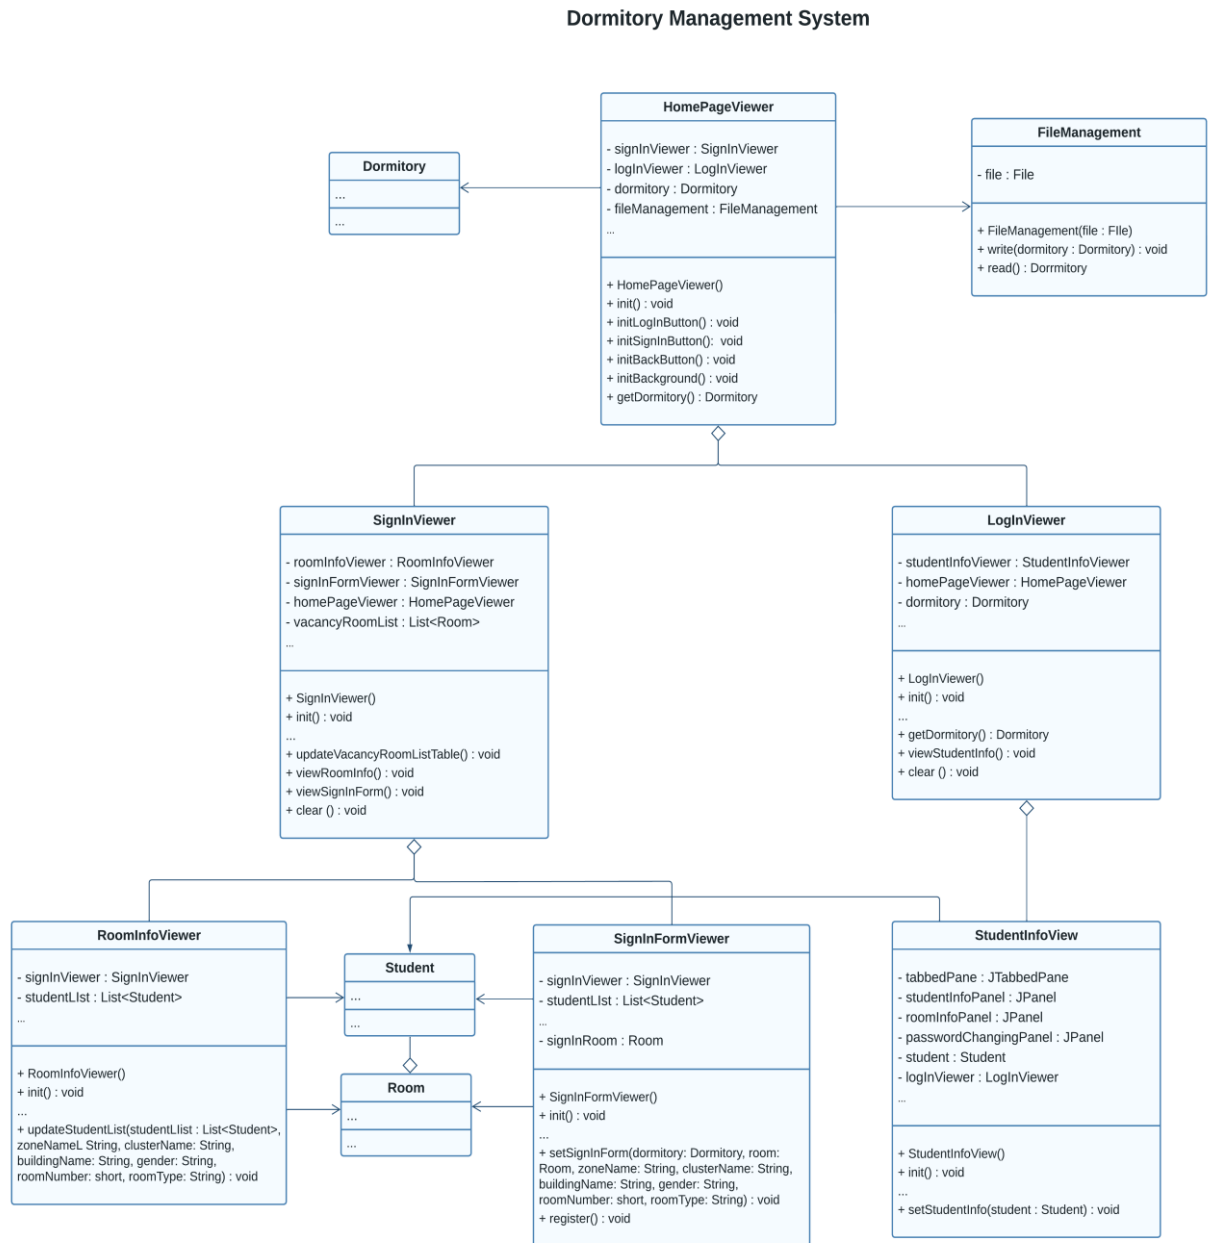 Dormitory Management System
HomePageViewer
- signInViewer : SignInViewer
- logInViewer : LogInViewer
- dormitory : Dormitory
- fileManagement : FileManagement
...
+ HomePageViewer()
+ init() : void
+ initLogInButton() : void
+ initSignInButton():  void
+ initBackButton() : void
+ initBackground() : void
+ getDormitory() : Dormitory
FileManagement
- file : File
+ FileManagement(file : FIle)
+ write(dormitory : Dormitory) : void
+ read() : Dorrmitory
Dormitory
...
...
SignInViewer
- roomInfoViewer : RoomInfoViewer
- signInFormViewer : SignInFormViewer
- homePageViewer : HomePageViewer
- vacancyRoomList : List<Room>
...
+ SignInViewer()
+ init() : void
...
+ updateVacancyRoomListTable() : void
+ viewRoomInfo() : void
+ viewSignInForm() : void
+ clear () : void
LogInViewer
- studentInfoViewer : StudentInfoViewer
- homePageViewer : HomePageViewer
- dormitory : Dormitory
...
+ LogInViewer()
+ init() : void
...
+ getDormitory() : Dormitory
+ viewStudentInfo() : void
+ clear () : void
RoomInfoViewer
- signInViewer : SignInViewer
- studentLIst : List<Student>
...
+ RoomInfoViewer()
+ init() : void
...
+ updateStudentList(studentLIist : List<Student>,
zoneNameL String, clusterName: String,
buildingName: String, gender: String,
roomNumber: short, roomType: String) : void
Student
...
...
Room
...
...
SignInFormViewer
- signInViewer : SignInViewer
- studentLIst : List<Student>
...
- signInRoom : Room
+ SignInFormViewer()
+ init() : void
...
+ setSignInForm(dormitory: Dormitory, room:
Room, zoneName: String, clusterName: String,
buildingName: String, gender: String,
roomNumber: short, roomType: String) : void
+ register() : void
StudentInfoView
- tabbedPane : JTabbedPane
- studentInfoPanel : JPanel
- roomInfoPanel : JPanel
- passwordChangingPanel : JPanel
- student : Student
- logInViewer : LogInViewer
...
+ StudentInfoView()
+ init() : void
...
+ setStudentInfo(student : Student) : void